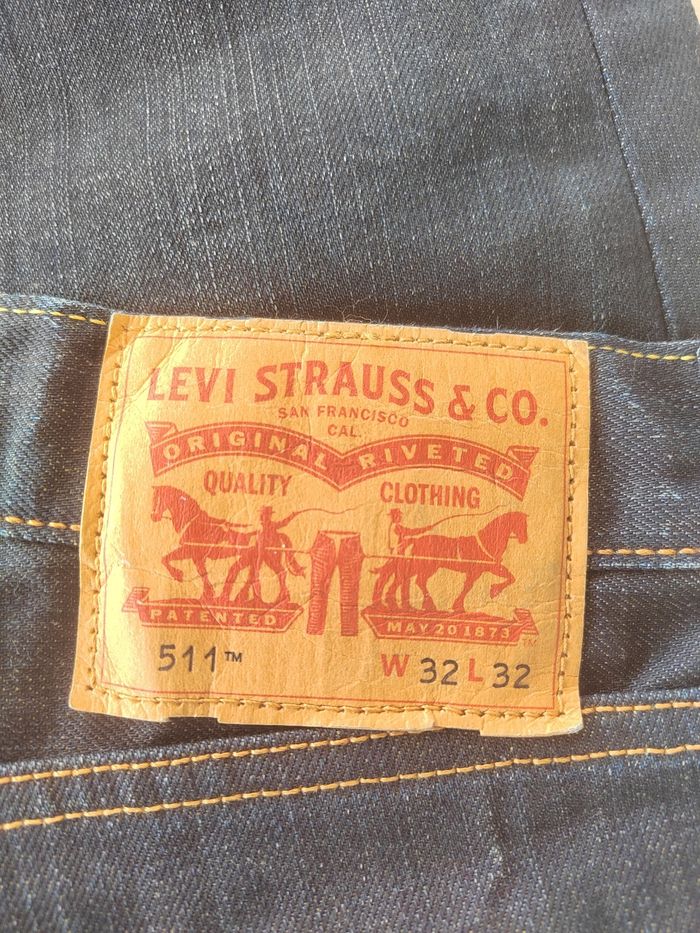 LEVI STRAUSS & CO.
SAN FRANCISCO
CAL.
ORIGINAL RIVETED
QUALITY CLOTHING
PATENTED MAY 20 1873
511™ W 32 L 32